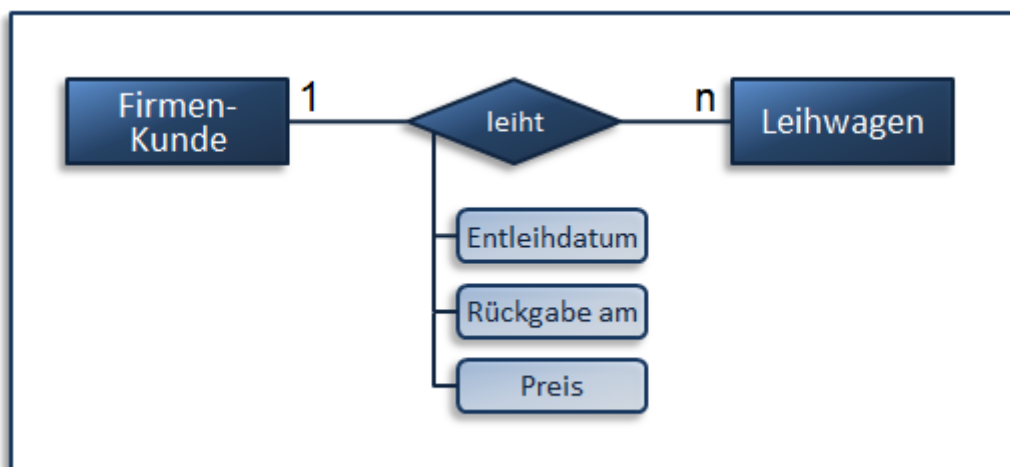 Firmen-
Kunde
1
leiht
n
Leihwagen
Entleihdatum
Rückgabe am
Preis